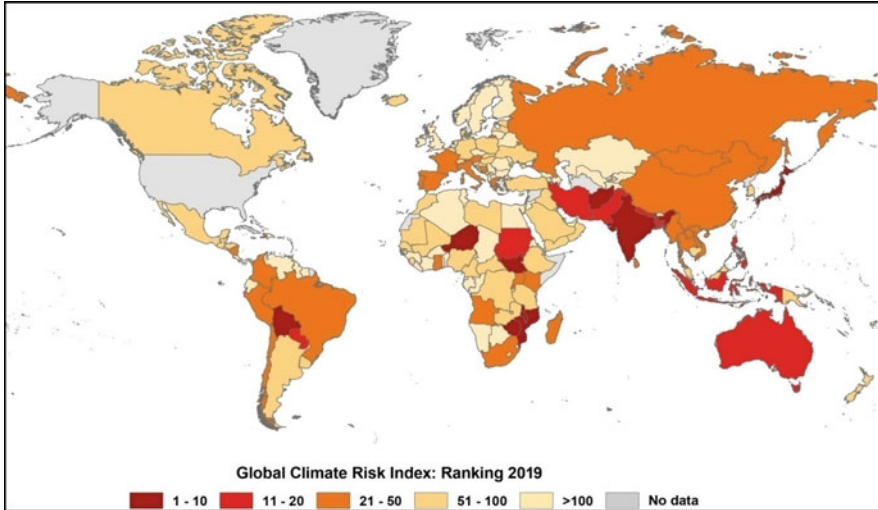 Global Climate Risk Index: Ranking 2019
1 - 10 11 - 20 21 - 50 51 - 100 >100 No data